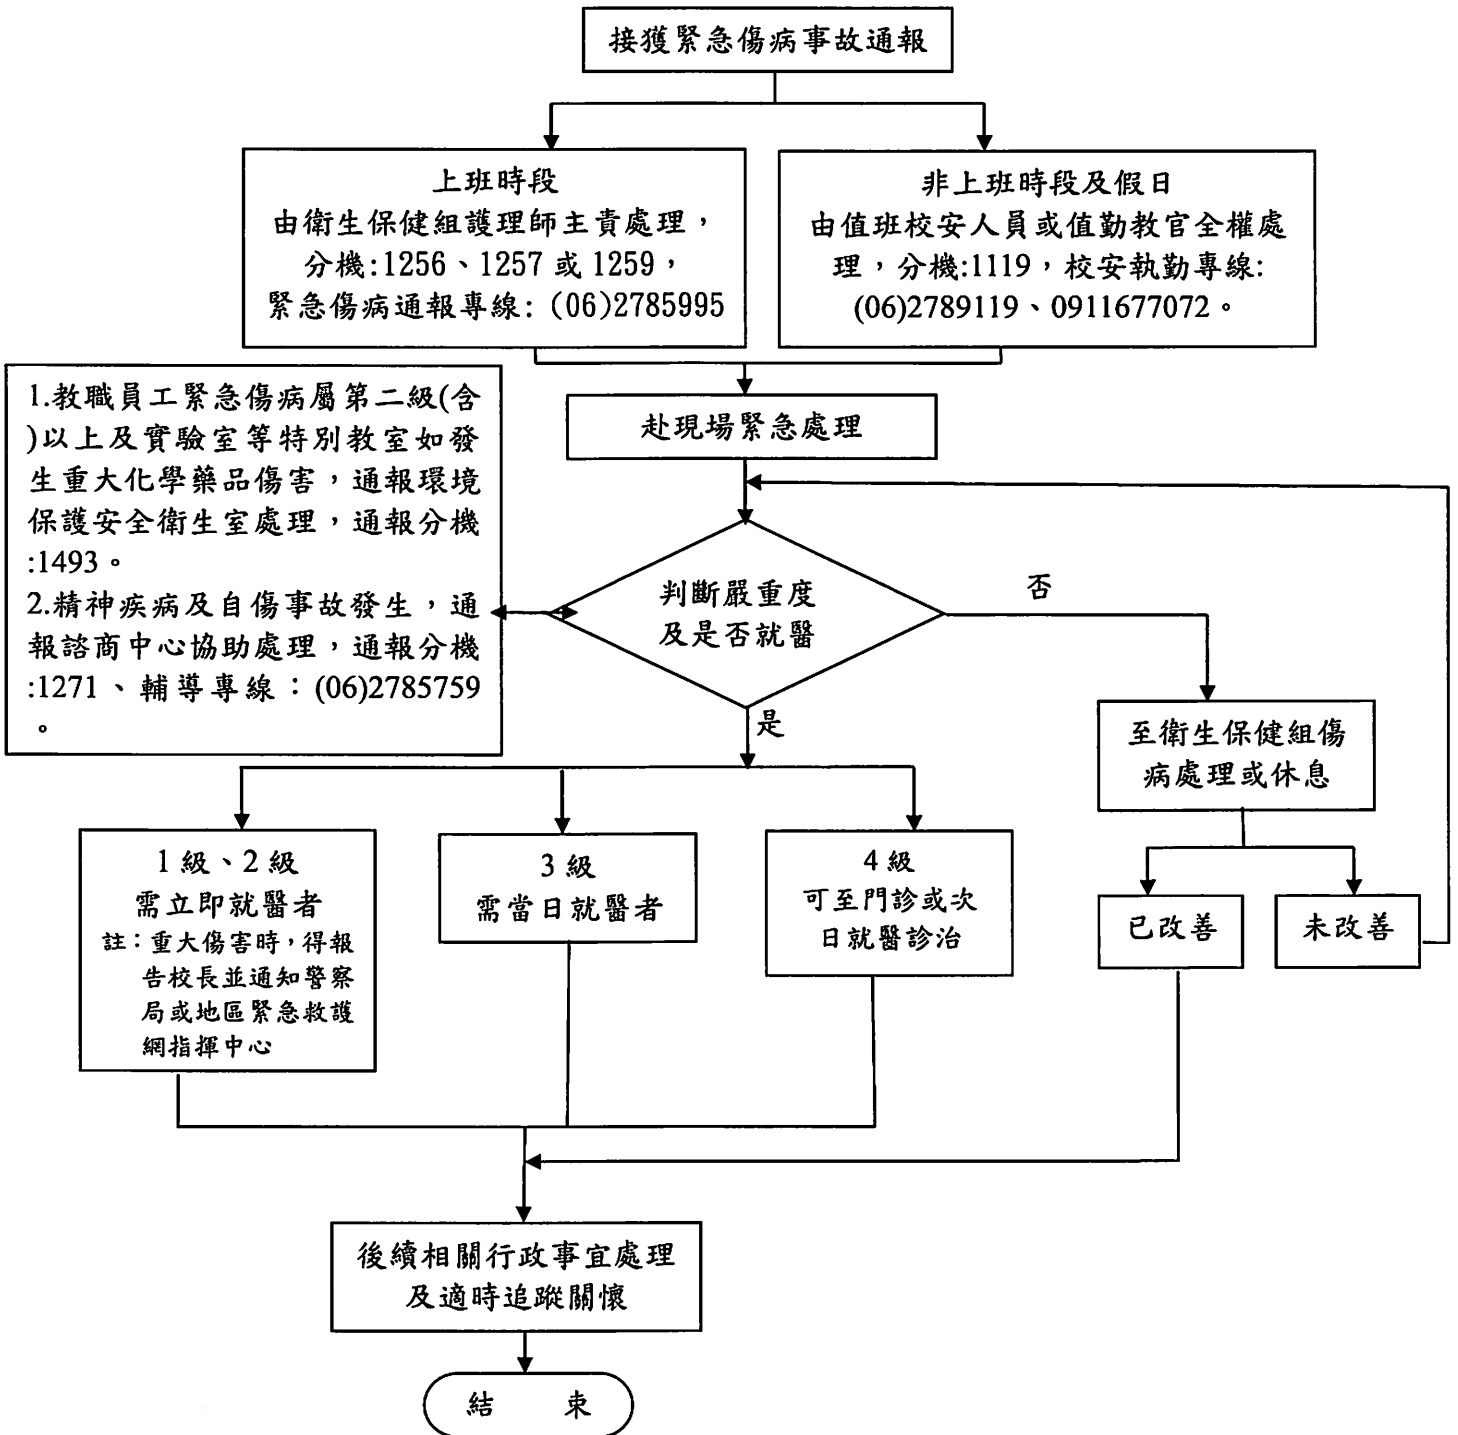 接獲緊急傷病事故通報
上班時段
由衛生保健組護理師主責處理，
分機:1256、1257 或 1259，
緊急傷病通報專線: (06)2785995
非上班時段及假日
由值班校安人員或值勤教官全權處
理，分機:1119，校安執勤專線:
(06)2789119、0911677072。
1.教職員工緊急傷病屬第二級(含
)以上及實驗室等特別教室如發
生重大化學藥品傷害，通報環境
保護安全衛生室處理，通報分機
:1493。
2.精神疾病及自傷事故發生，通
報諮商中心協助處理，通報分機
:1271、輔導專線：(06)2785759
。
赴現場緊急處理
判斷嚴重度
及是否就醫
否
是
至衛生保健組傷
病處理或休息
1 級、2 級
需立即就醫者
註：重大傷害時，得報
告校長並通知警察
局或地區緊急救護
網指揮中心
3 級
需當日就醫者
4 級
可至門診或次
日就醫診治
已改善
未改善
後續相關行政事宜處理
及適時追蹤關懷
結 束